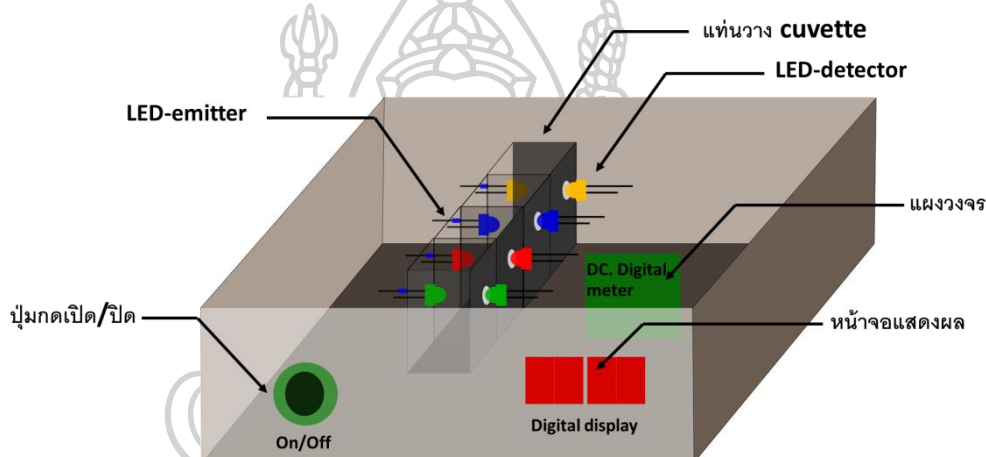 แท่นวาง cuvette
LED-detector
LED-emitter
แผงวงจร
DC. Digital
meter
ปุ่มกดเปิด/ปิด
หน้าจอแสดงผล
On/Off
Digital display